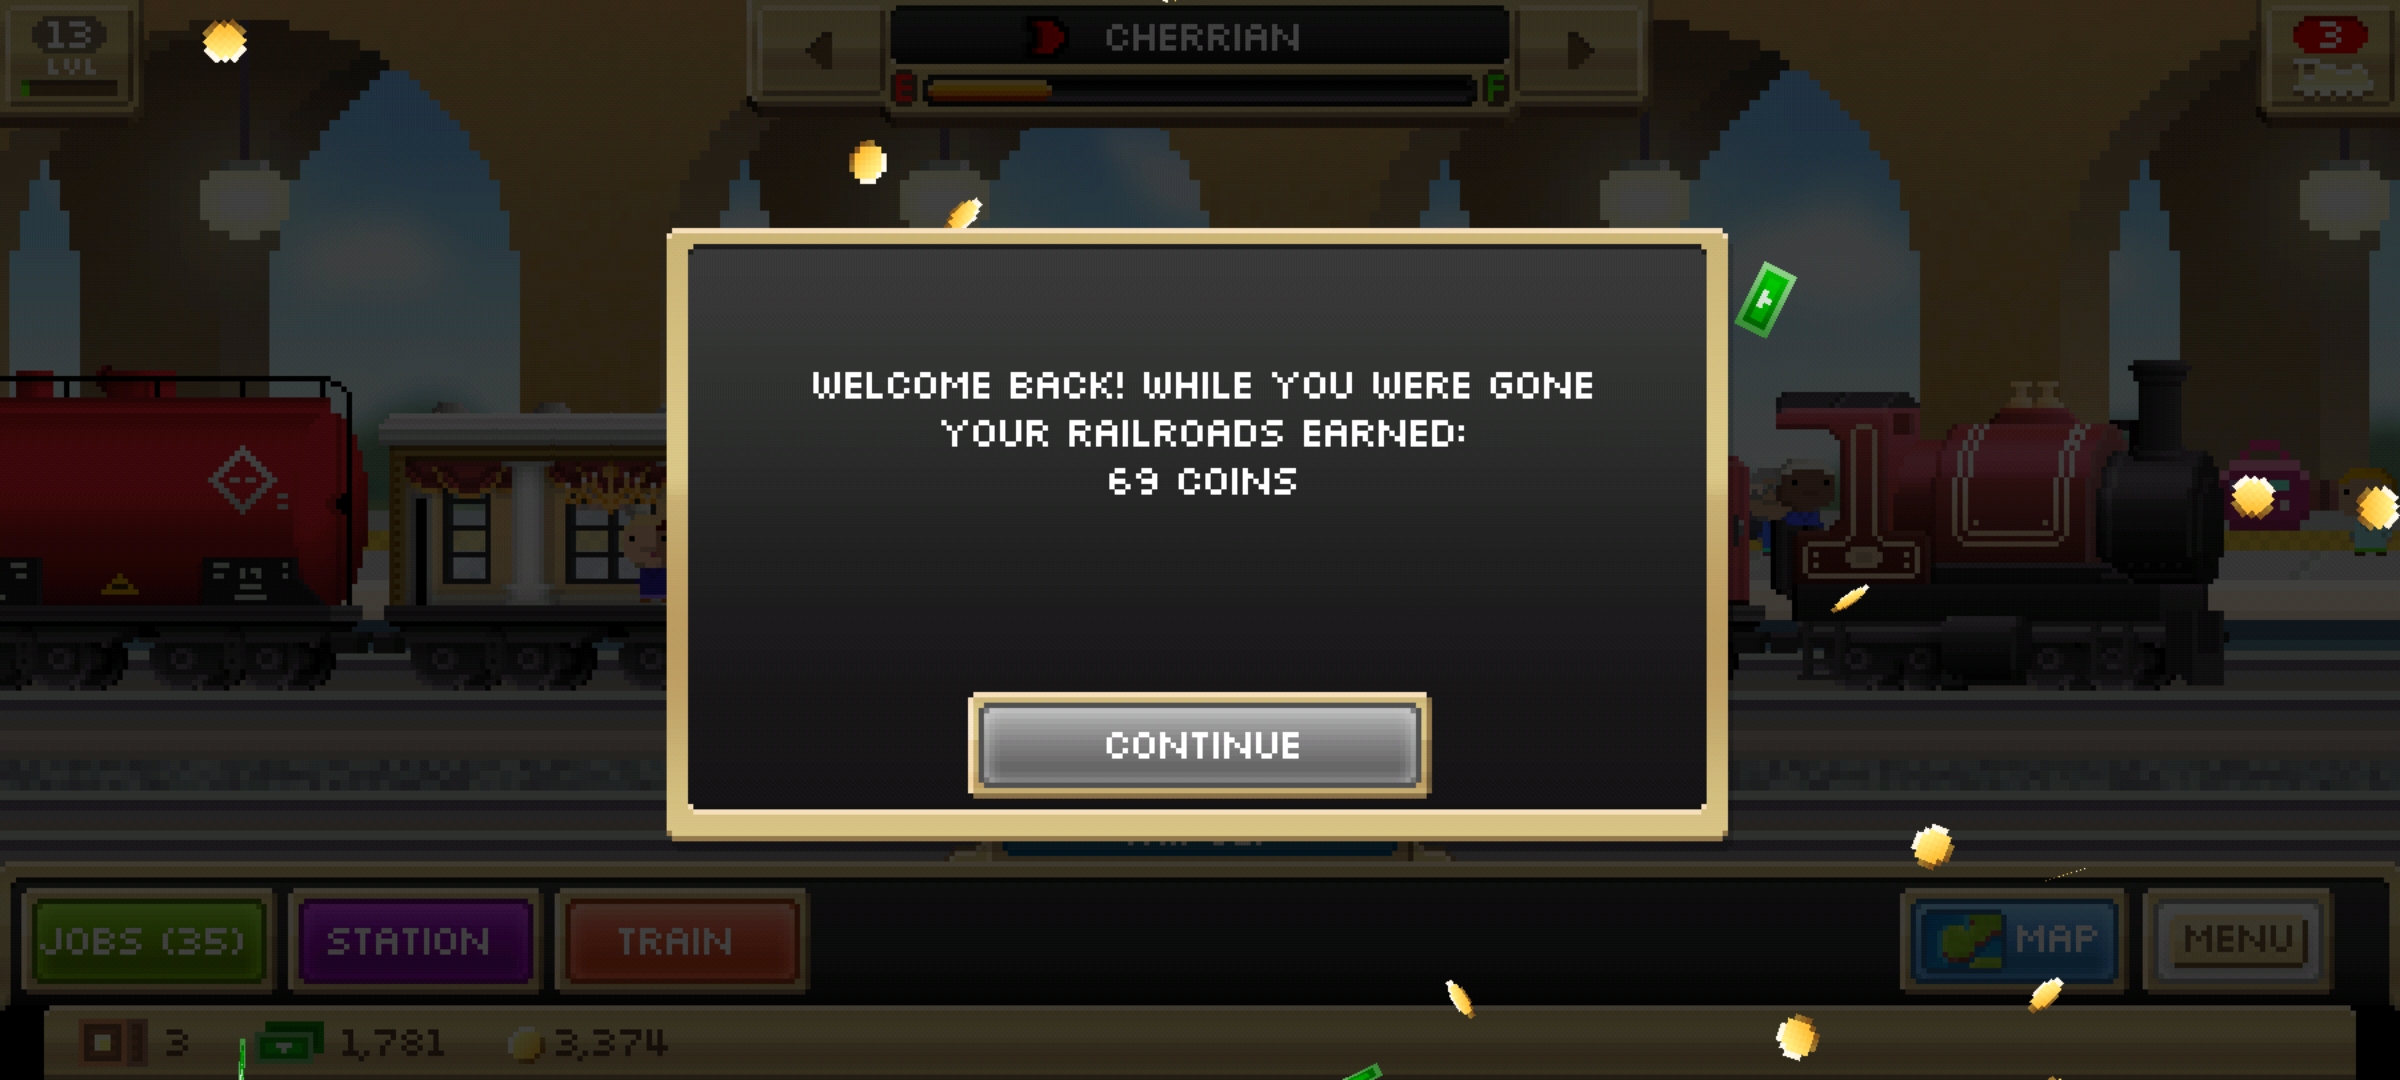 13
LVL
CHERRIAN
E
F
3
WELCOME BACK! WHILE YOU WERE GONE
YOUR RAILROADS EARNED:
69 COINS
CONTINUE
JOBS (35)
STATION
TRAIN
MAP
MENU
3
1,781
3,374